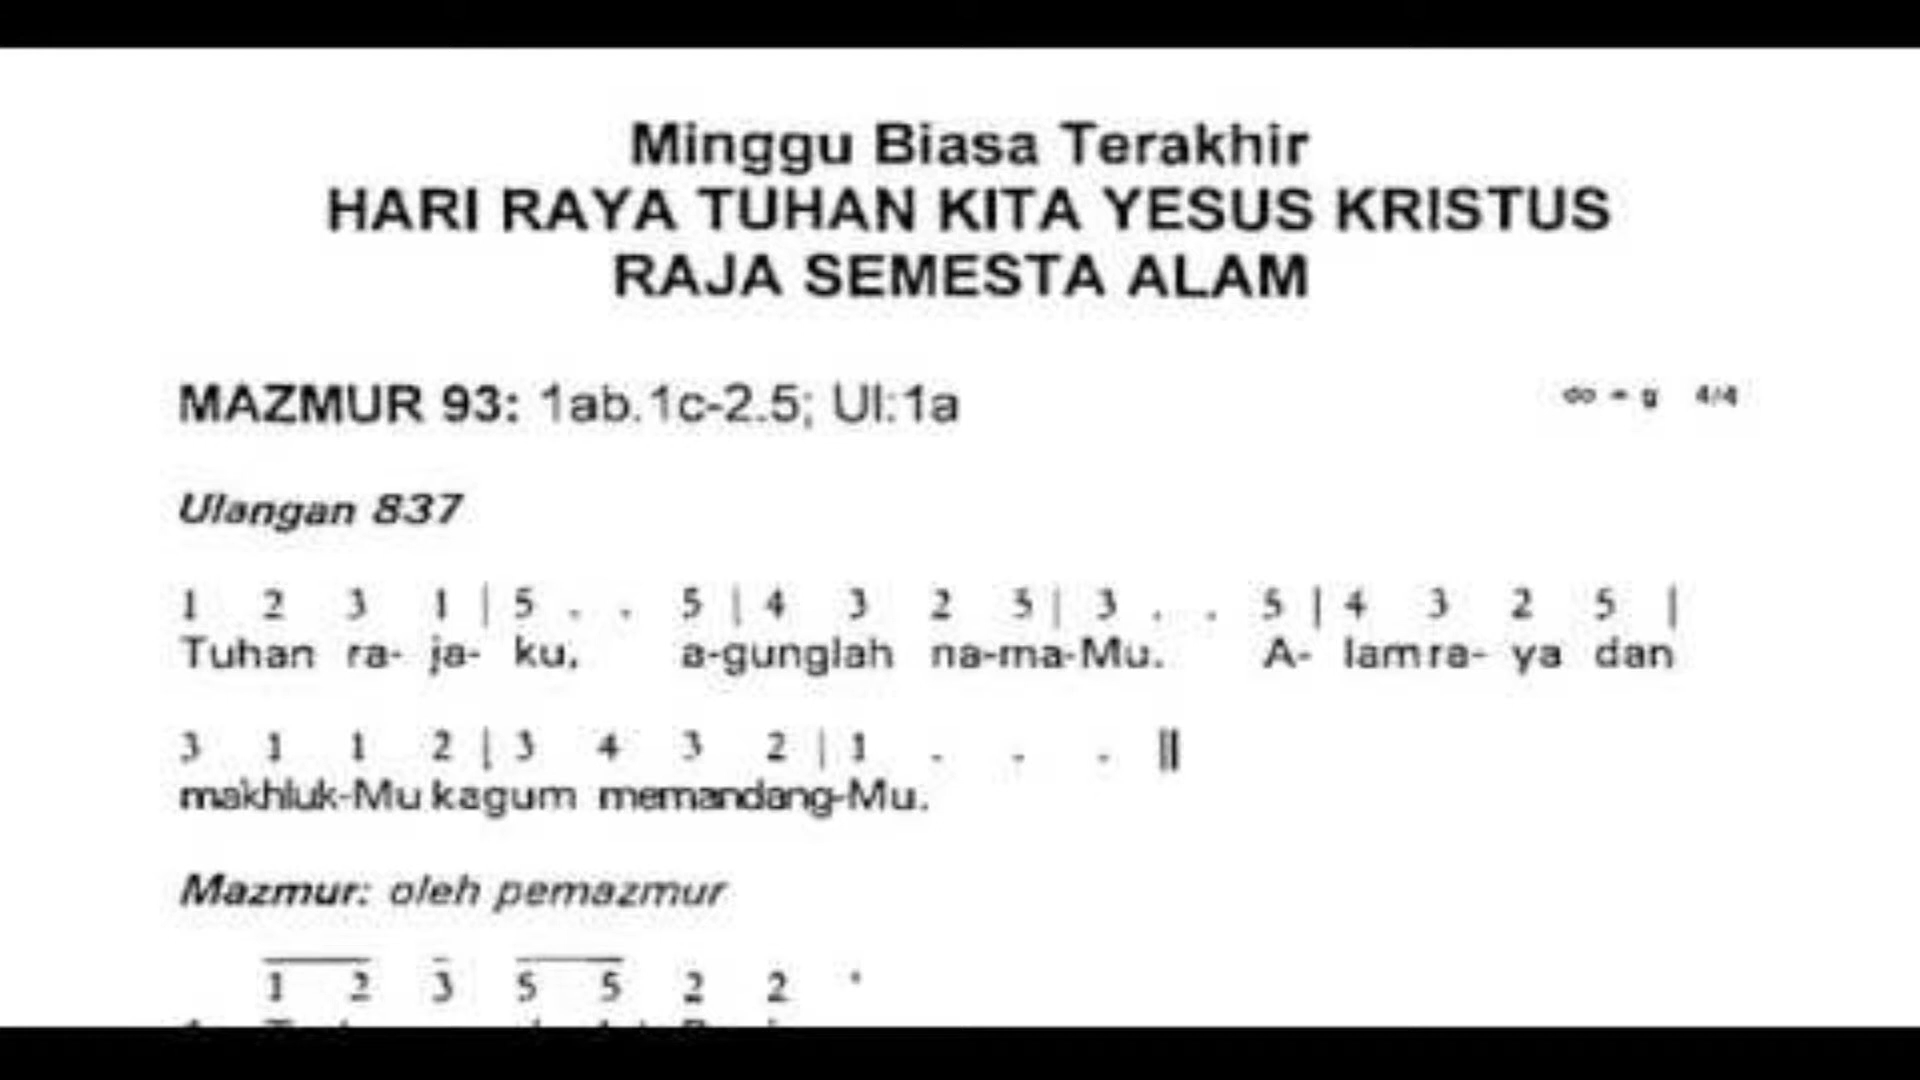 Minggu Biasa Terakhir
HARI RAYA TUHAN KITA YESUS KRISTUS
RAJA SEMESTA ALAM
MAZMUR 93: 1ab.1c-2.5; Ul:1a
do = g 4/4
Ulangan 837
1 2 3 1 | 5 . . 5 | 4 3 2 3 | 3 . . 5 | 4 3 2 5 |
Tuhan ra- ja- ku, a-gunglah na-ma-Mu. A- lamra- ya dan
3 1 1 2 | 3 4 3 2 | 1 . . . ||
makhluk-Mu kagum memandang-Mu.
Mazmur: oleh pemazmur
1 2 3 5 5 2 2